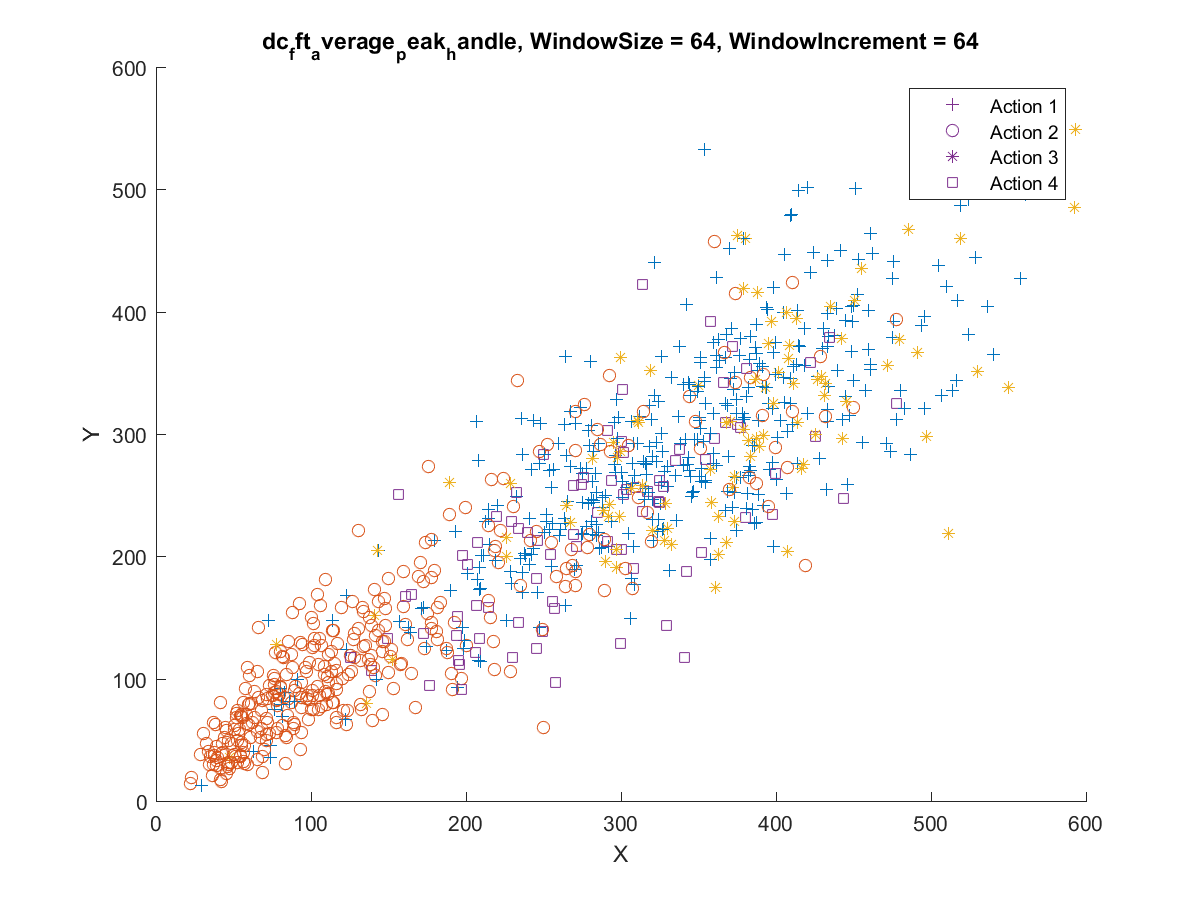 dc_fft_average_peak_handle, WindowSize = 64, WindowIncrement = 64
600
500
400
300
200
100
0
Y
0 100 200 300 400 500 600
X
Action 1
Action 2
Action 3
Action 4